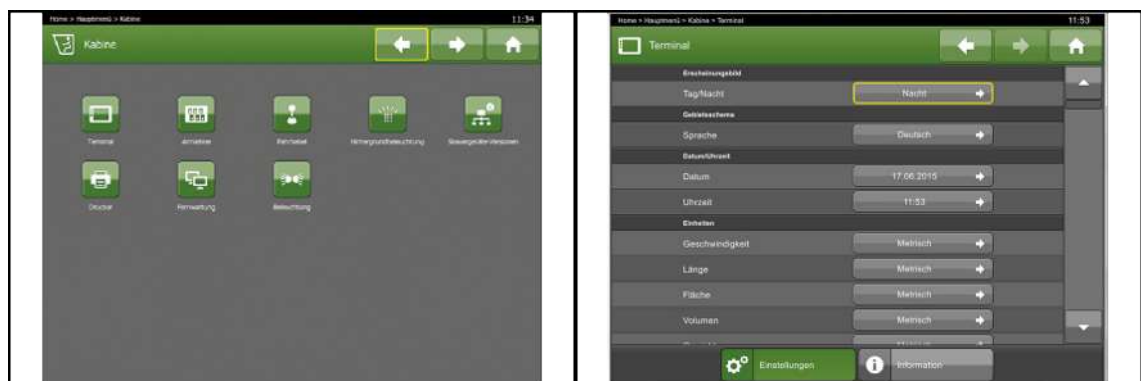 Home > Hauptmenü > Kabine
11:34
Kabine
Terminal
Armlehne
Fahrhebel
Hintergrundbeleuchtung
Steuergeräte-Versionen
Drucker
Fernwartung
Beleuchtung
Home > Hauptmenü > Kabine > Terminal
11:53
Terminal
Erscheinungsbild
Tag/Nacht
Nacht
Gebietsschema
Sprache
Deutsch
Datum/Uhrzeit
Datum
17.06.2015
Uhrzeit
11:53
Einheiten
Geschwindigkeit
Metrisch
Länge
Metrisch
Fläche
Metrisch
Volumen
Metrisch
Einstellungen
Information